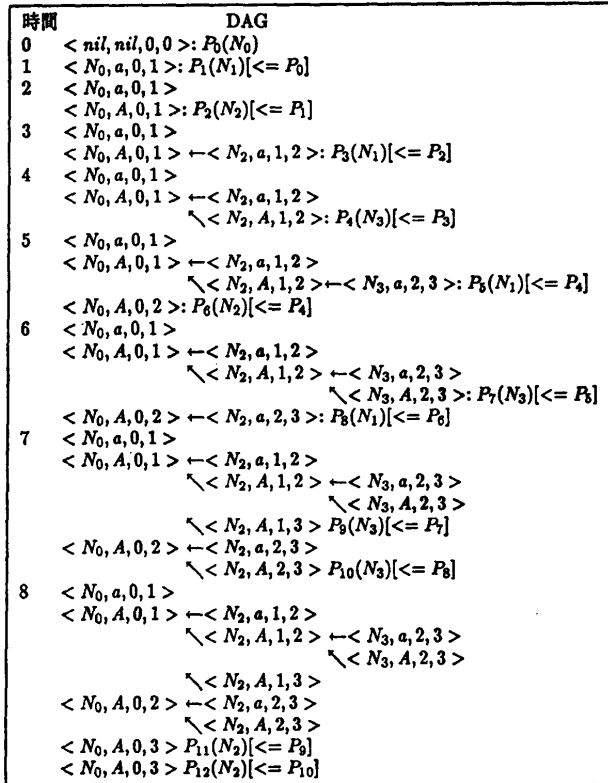 時間 DAG
0 < nil, nil, 0, 0 >: P₀(N₀)
1 < N₀, a, 0, 1 >: P₁(N₁)[<= P₀]
2 < N₀, a, 0, 1 >
< N₀, A, 0, 1 >: P₂(N₂)[<= P₁]
3 < N₀, a, 0, 1 >
< N₀, A, 0, 1 > ←< N₂, a, 1, 2 >: P₃(N₁)[<= P₂]
4 < N₀, a, 0, 1 >
< N₀, A, 0, 1 > ←< N₂, a, 1, 2 >
↖< N₂, A, 1, 2 >: P₄(N₃)[<= P₃]
5 < N₀, a, 0, 1 >
< N₀, A, 0, 1 > ←< N₂, a, 1, 2 >
↖< N₂, A, 1, 2 >←< N₃, a, 2, 3 >: P₅(N₁)[<= P₄]
< N₀, A, 0, 2 >: P₆(N₂)[<= P₄]
6 < N₀, a, 0, 1 >
< N₀, A, 0, 1 > ←< N₂, a, 1, 2 >
↖< N₂, A, 1, 2 > ←< N₃, a, 2, 3 >
↖< N₃, A, 2, 3 >: P₇(N₃)[<= P₅]
< N₀, A, 0, 2 > ←< N₂, a, 2, 3 >: P₈(N₁)[<= P₆]
7 < N₀, a, 0, 1 >
< N₀, A, 0, 1 > ←< N₂, a, 1, 2 >
↖< N₂, A, 1, 2 > ←< N₃, a, 2, 3 >
↖< N₃, A, 2, 3 >
↖< N₂, A, 1, 3 > P₉(N₃)[<= P₇]
< N₀, A, 0, 2 > ←< N₂, a, 2, 3 >
↖< N₂, A, 2, 3 > P₁₀(N₃)[<= P₈]
8 < N₀, a, 0, 1 >
< N₀, A, 0, 1 > ←< N₂, a, 1, 2 >
↖< N₂, A, 1, 2 > ←< N₃, a, 2, 3 >
↖< N₃, A, 2, 3 >
↖< N₂, A, 1, 3 >
< N₀, A, 0, 2 > ←< N₂, a, 2, 3 >
↖< N₂, A, 2, 3 >
< N₀, A, 0, 3 > P₁₁(N₂)[<= P₉]
< N₀, A, 0, 3 > P₁₂(N₂)[<= P₁₀]